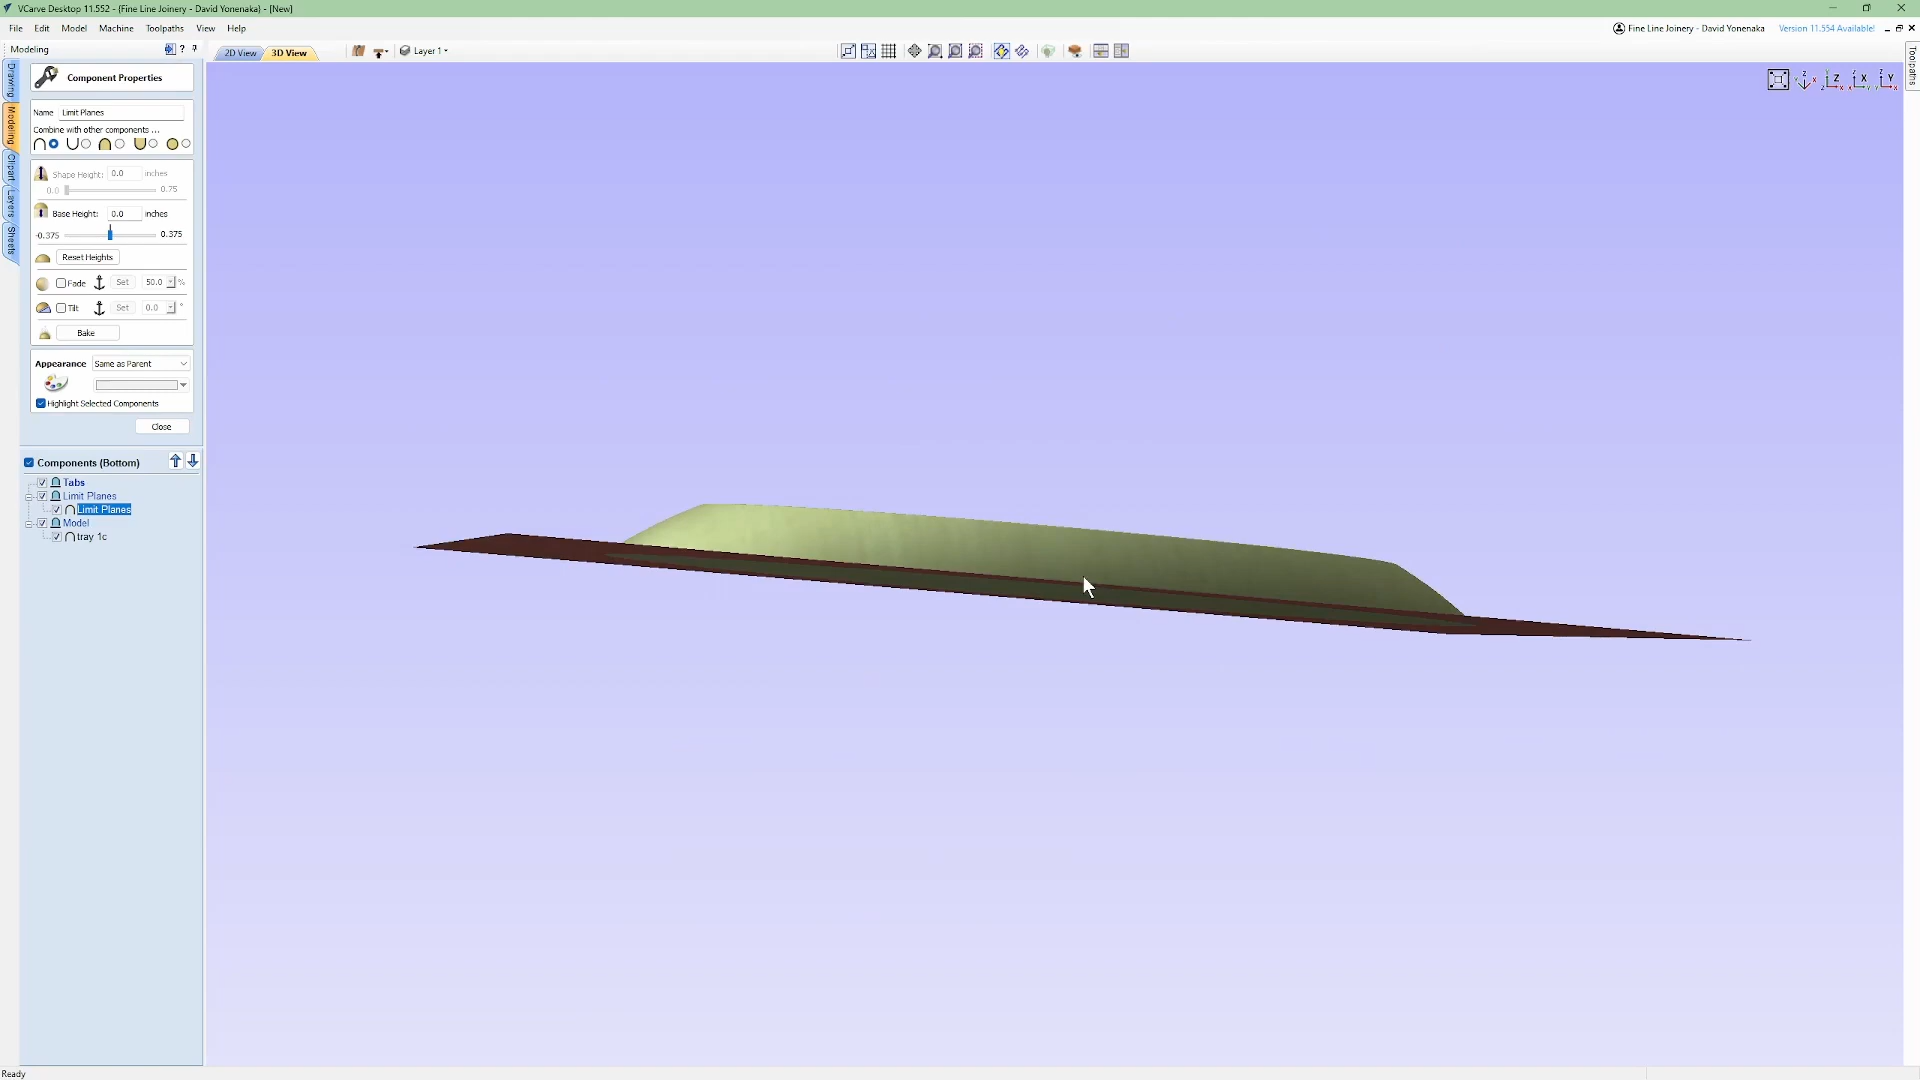 VCarve Desktop 11.552 - {Fine Line Joinery - David Yonenaka} - [New]
File Edit Model Machine Toolpaths View Help
Fine Line Joinery - David Yonenaka Version 11.554 Available!
Modeling
2D View 3D View Layer 1
Toolpaths
Drawing
Modeling
Clipart
Layers
Sheets
Component Properties
Name Limit Planes
Combine with other components ...
Shape Height: 0.0 inches
0.0 0.75
Base Height: 0.0 inches
-0.375 0.375
Reset Heights
Fade Set 50.0 %
Tilt Set 0.0 °
Bake
Appearance Same as Parent
Highlight Selected Components
Close
Components (Bottom)
Tabs
Limit Planes
Limit Planes
Model
tray 1c
Ready